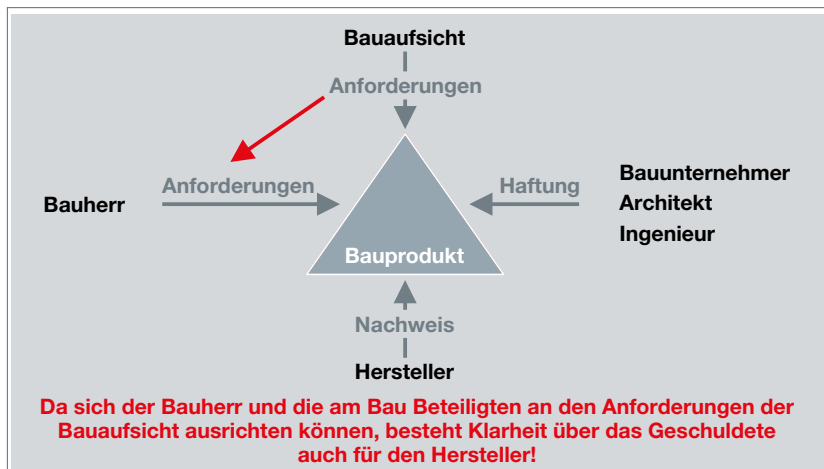 Bauaufsicht
Anforderungen
Anforderungen
Bauherr
Haftung
Bauunternehmer
Architekt
Ingenieur
Bauprodukt
Nachweis
Hersteller
Da sich der Bauherr und die am Bau Beteiligten an den Anforderungen der
Bauaufsicht ausrichten können, besteht Klarheit über das Geschuldete
auch für den Hersteller!